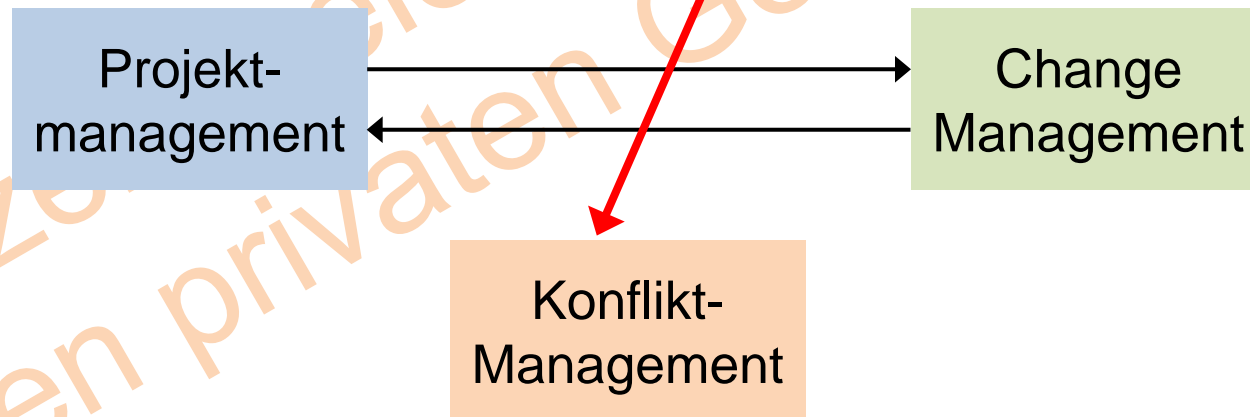 Projekt-
management
Change
Management
Konflikt-
Management
privaten